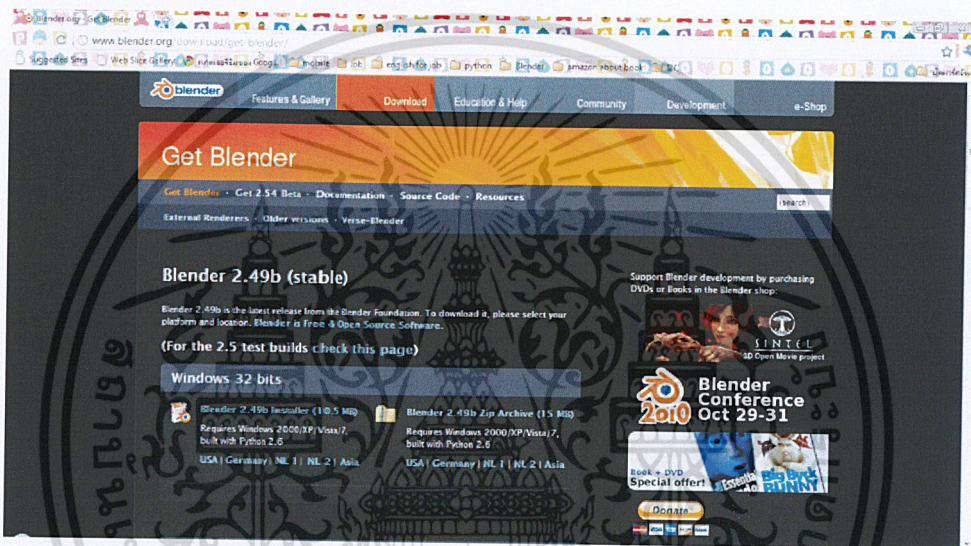 blender.org - Get Blender
www.blender.org/download/get-blender/
Suggested Sites Web Slice Gallery mobile job english for job python Blender amazon about book
blender
Features & Gallery Download Education & Help Community Development e-Shop
Get Blender
Get Blender · Get 2.54 Beta · Documentation · Source Code · Resources
(search)
External Renderers · Older versions · Verse-Blender
Blender 2.49b (stable)
Blender 2.49b is the latest release from the Blender Foundation. To download it, please select your
platform and location. Blender is Free & Open Source Software.
(For the 2.5 test builds check this page)
Windows 32 bits
Blender 2.49b Installer (10.5 MB)
Requires Windows 2000/XP/Vista/7,
built with Python 2.6
USA | Germany | NL 1 | NL 2 | Asia
Blender 2.49b Zip Archive (15 MB)
Requires Windows 2000/XP/Vista/7,
built with Python 2.6
USA | Germany | NL 1 | NL 2 | Asia
Support Blender development by purchasing
DVDs or Books in the Blender shop:
SINTEL
3D Open Movie project
2010
Blender
Conference
Oct 29-31
Book + DVD
Special offer!
Essential
Big Buck
BUNNY
Donate